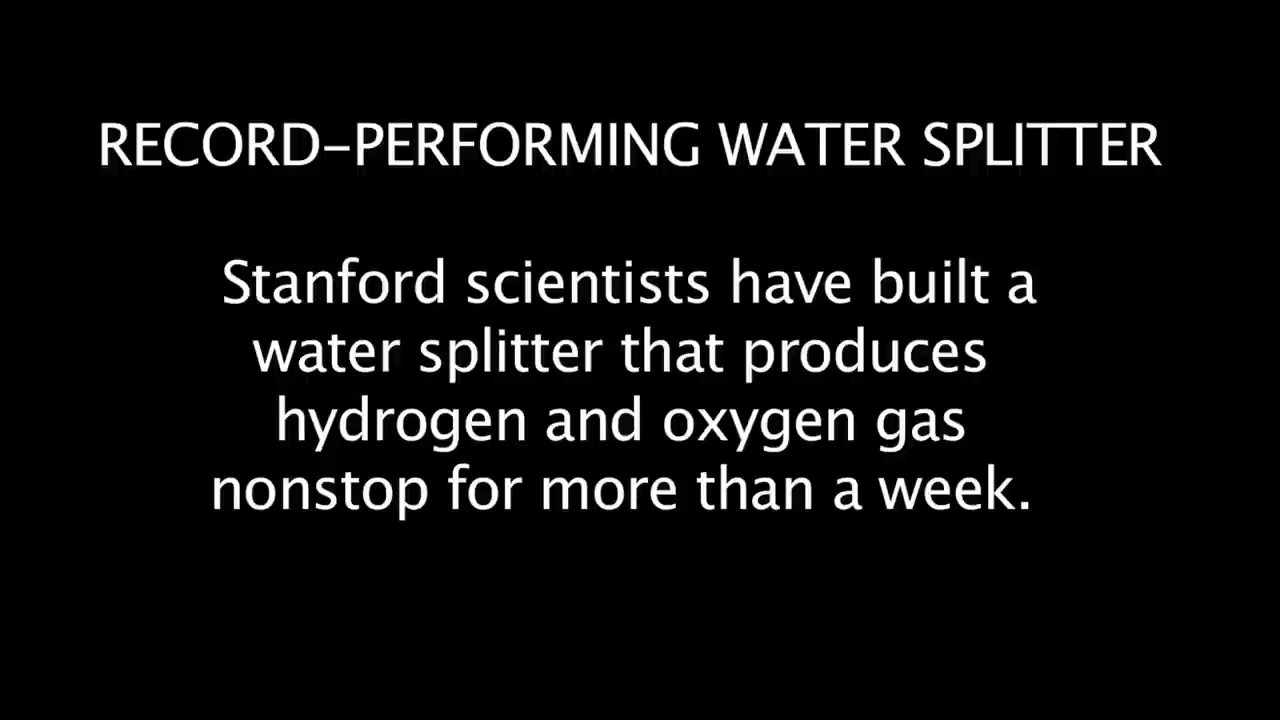 RECORD–PERFORMING WATER SPLITTER
Stanford scientists have built a
water splitter that produces
hydrogen and oxygen gas
nonstop for more than a week.